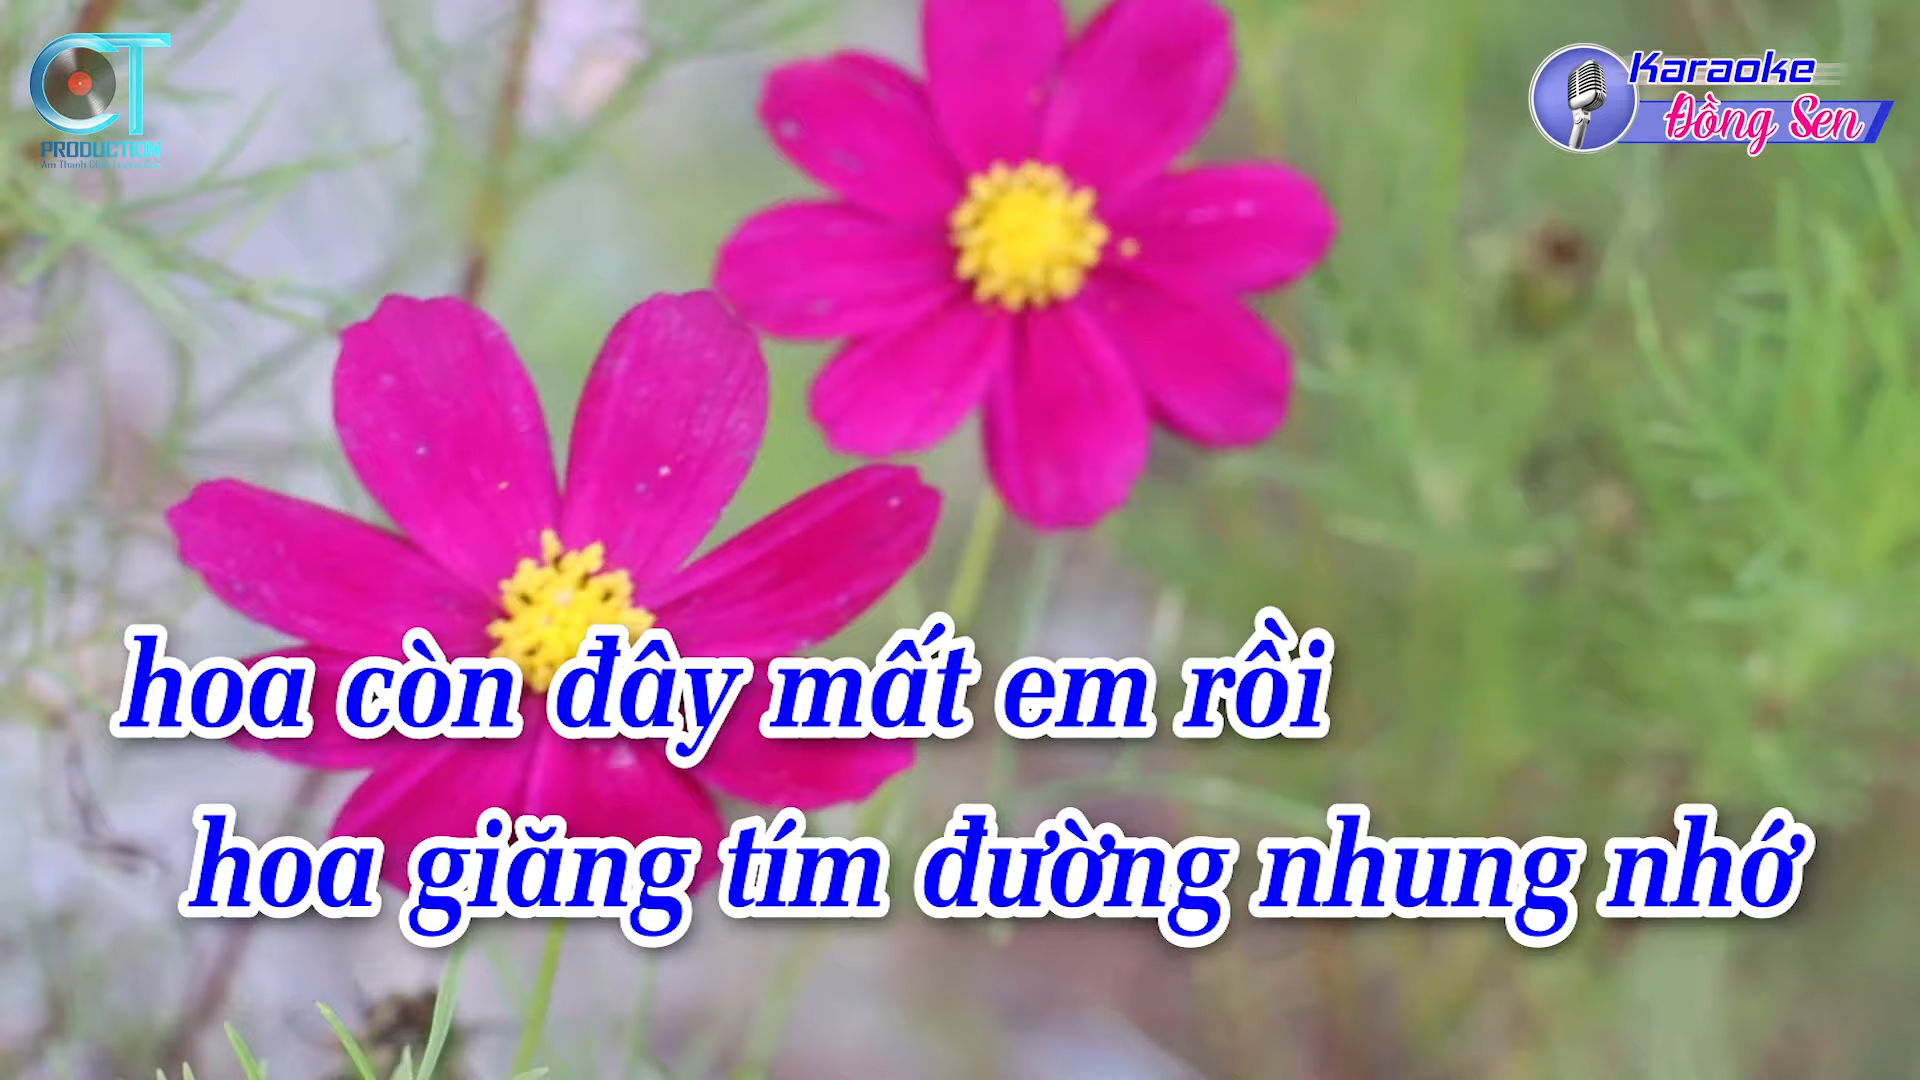 CT
PRODUCTION
Karaoke
Đồng Sen
hoa còn đây mất em rồi
hoa giăng tím đường nhung nhớ